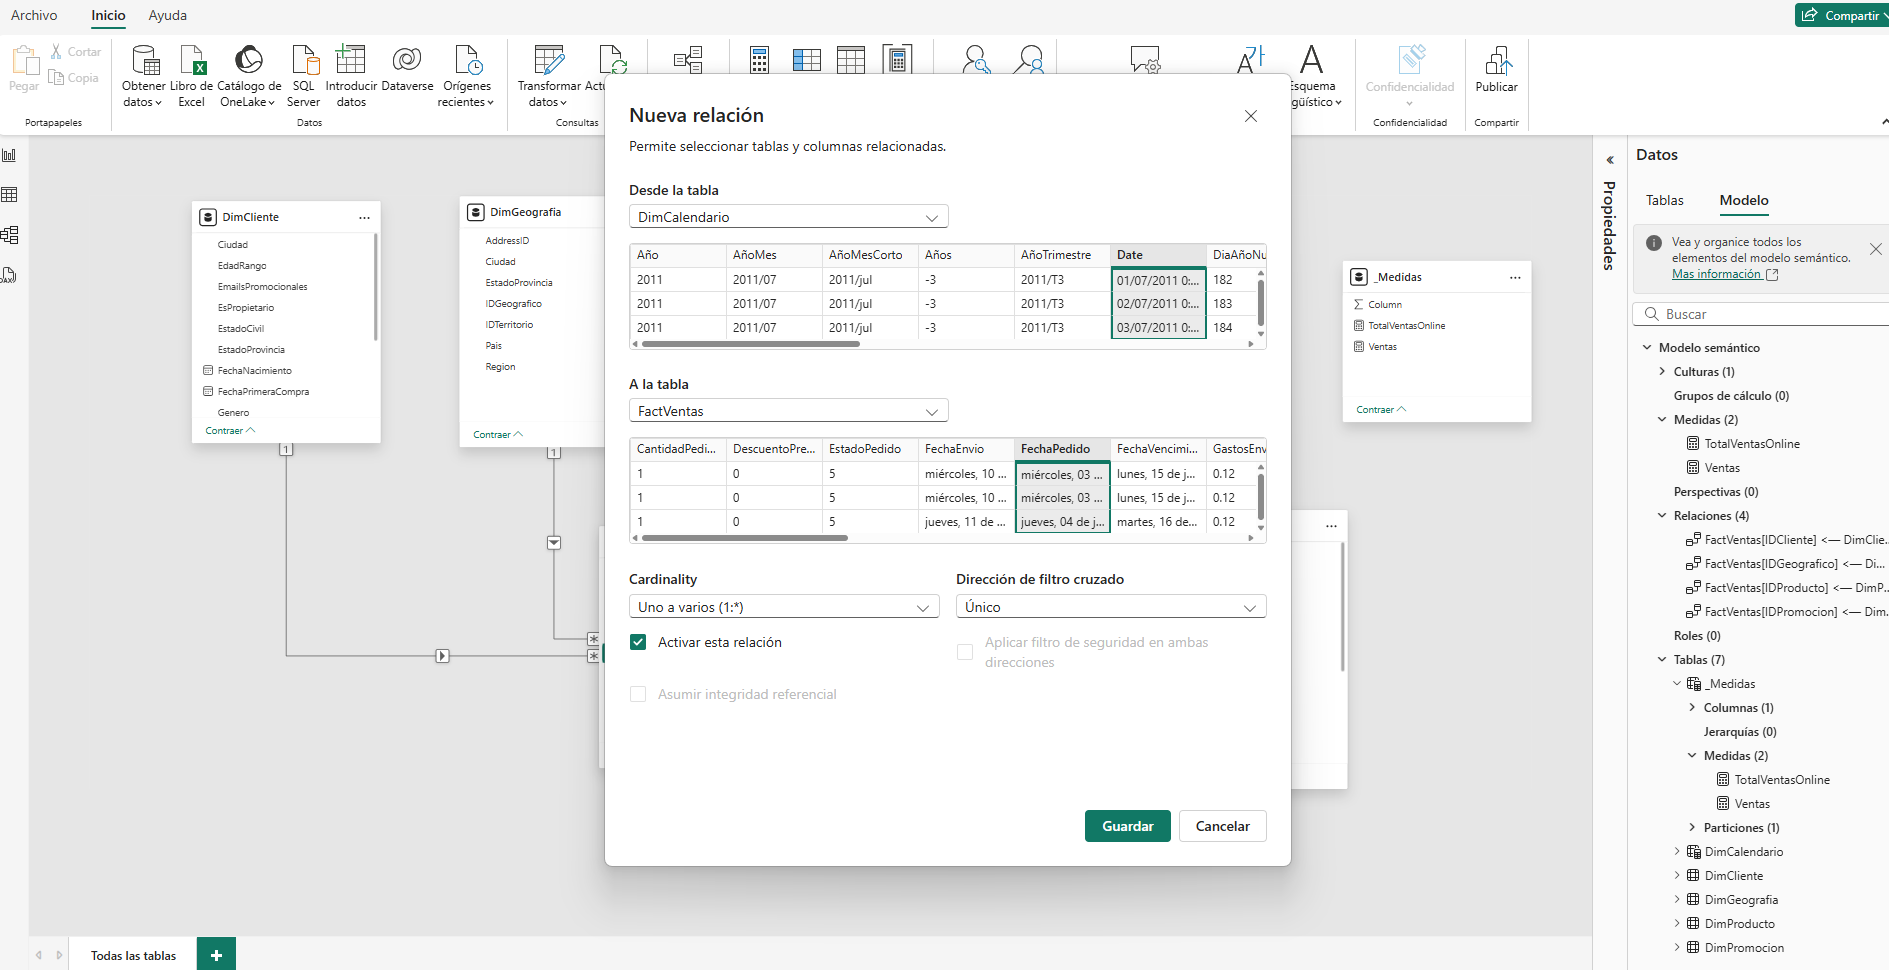 Archivo
Inicio
Ayuda
Compartir
Pegar
Cortar
Copia
Portapapeles
Obtener datos
Libro de Excel
Catálogo de OneLake
SQL Server
Introducir datos
Dataverse
Orígenes recientes
Datos
Transformar datos
Actu
Consultas
Esquema
güístico
Confidencialidad
Confidencialidad
Publicar
Compartir
DimCliente
Ciudad
EdadRango
EmailsPromocionales
EsPropietario
EstadoCivil
EstadoProvincia
FechaNacimiento
FechaPrimeraCompra
Genero
Contraer
1
DimGeografia
AddressID
Ciudad
EstadoProvincia
IDGeografico
IDTerritorio
Pais
Region
Contraer
1
*
*
Nueva relación
Permite seleccionar tablas y columnas relacionadas.
Desde la tabla
DimCalendario
Año AñoMes AñoMesCorto Años AñoTrimestre Date DiaAñoNu
2011 2011/07 2011/jul -3 2011/T3 01/07/2011 0:... 182
2011 2011/07 2011/jul -3 2011/T3 02/07/2011 0:... 183
2011 2011/07 2011/jul -3 2011/T3 03/07/2011 0:... 184
A la tabla
FactVentas
CantidadPedi... DescuentoPre... EstadoPedido FechaEnvio FechaPedido FechaVencimi... GastosEnv
1 0 5 miércoles, 10 ... miércoles, 03 ... lunes, 15 de j... 0.12
1 0 5 miércoles, 10 ... miércoles, 03 ... lunes, 15 de j... 0.12
1 0 5 jueves, 11 de ... jueves, 04 de j... martes, 16 de... 0.12
Cardinality
Uno a varios (1:*)
Dirección de filtro cruzado
Único
Activar esta relación
Aplicar filtro de seguridad en ambas
direcciones
Asumir integridad referencial
Guardar
Cancelar
_Medidas
Column
TotalVentasOnline
Ventas
Contraer
Propiedades
Datos
Tablas
Modelo
Vea y organice todos los
elementos del modelo semántico.
Mas información
Buscar
Modelo semántico
Culturas (1)
Grupos de cálculo (0)
Medidas (2)
TotalVentasOnline
Ventas
Perspectivas (0)
Relaciones (4)
FactVentas[IDCliente] <— DimClie...
FactVentas[IDGeografico] <— Di...
FactVentas[IDProducto] <— DimP...
FactVentas[IDPromocion] <— Dim...
Roles (0)
Tablas (7)
_Medidas
Columnas (1)
Jerarquías (0)
Medidas (2)
TotalVentasOnline
Ventas
Particiones (1)
DimCalendario
DimCliente
DimGeografia
DimProducto
DimPromocion
Todas las tablas